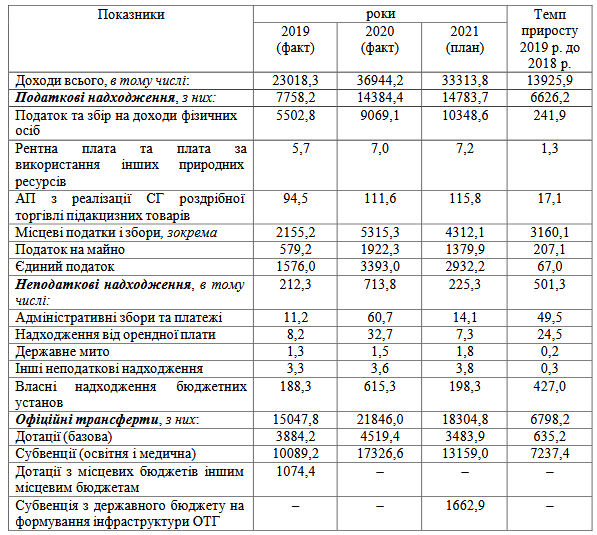 Показники роки Темп
приросту
2019 р. до
2018 р.
2019
(факт) 2020
(факт) 2021
(план)
Доходи всього, в тому числі: 23018,3 36944,2 33313,8 13925,9
Податкові надходження, з них: 7758,2 14384,4 14783,7 6626,2
Податок та збір на доходи фізичних
осіб 5502,8 9069,1 10348,6 241,9
Рентна плата та плата за
використання інших природних
ресурсів 5,7 7,0 7,2 1,3
АП з реалізації СГ роздрібної
торгівлі підакцизних товарів 94,5 111,6 115,8 17,1
Місцеві податки і збори, зокрема 2155,2 5315,3 4312,1 3160,1
Податок на майно 579,2 1922,3 1379,9 207,1
Єдиний податок 1576,0 3393,0 2932,2 67,0
Неподаткові надходження, в тому
числі: 212,3 713,8 225,3 501,3
Адміністративні збори та платежі 11,2 60,7 14,1 49,5
Надходження від орендної плати 8,2 32,7 7,3 24,5
Державне мито 1,3 1,5 1,8 0,2
Інші неподаткові надходження 3,3 3,6 3,8 0,3
Власні надходження бюджетних
установ 188,3 615,3 198,3 427,0
Офіційні трансферти, з них: 15047,8 21846,0 18304,8 6798,2
Дотації (базова) 3884,2 4519,4 3483,9 635,2
Субвенції (освітня і медична) 10089,2 17326,6 13159,0 7237,4
Дотації з місцевих бюджетів іншим
місцевим бюджетам 1074,4 – – –
Субвенція з державного бюджету на
формування інфраструктури ОТГ – – 1662,9 –